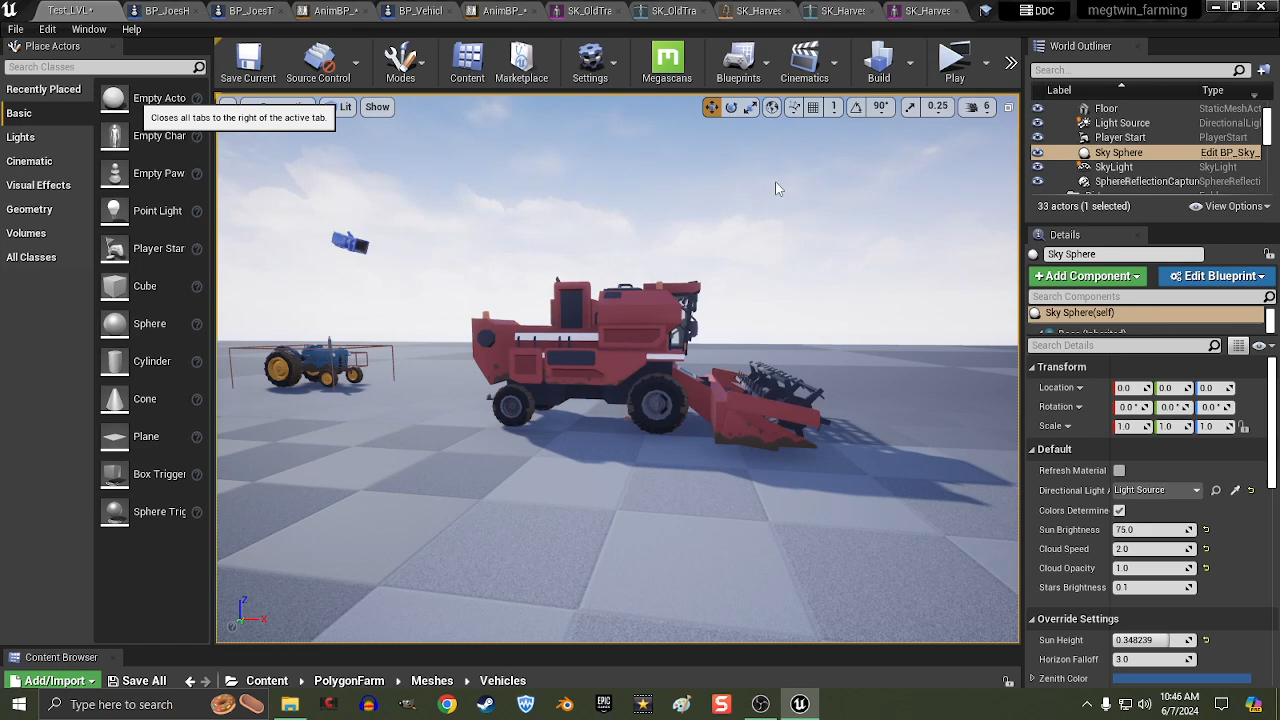 Test_LVL•
BP_JoesH
BP_JoesT
AnimBP_•
BP_Vehicl
AnimBP_•
SK_OldTra
SK_OldTra
SK_Harves
SK_Harves
SK_Harves
DDC
megtwin_farming
File Edit Window Help
Place Actors
Search Classes
Recently Placed
Basic
Lights
Cinematic
Visual Effects
Geometry
Volumes
All Classes
Empty Acto
Empty Char
Empty Paw
Point Light
Player Star
Cube
Sphere
Cylinder
Cone
Plane
Box Trigger
Sphere Trig
Save Current
Source Control
Modes
Content
Marketplace
Settings
Megascans
Blueprints
Cinematics
Build
Play
Lit
Show
1
90°
0.25
6
Closes all tabs to the right of the active tab.
Z
X
World Outliner
Search...
Label Type
Floor StaticMeshAct
Light Source DirectionalLigh
Player Start PlayerStart
Sky Sphere Edit BP_Sky_
SkyLight SkyLight
SphereReflectionCaptur SphereReflecti
33 actors (1 selected)
View Options
Details
Sky Sphere
+Add Component
Edit Blueprint
Search Components
Sky Sphere(self)
Search Details
Transform
Location 0.0 0.0 0.0
Rotation 0.0 ° 0.0 ° 0.0 °
Scale 1.0 1.0 1.0
Default
Refresh Material
Directional Light Light Source
Colors Determine
Sun Brightness 75.0
Cloud Speed 2.0
Cloud Opacity 1.0
Stars Brightness 0.1
Override Settings
Sun Height 0.348239
Horizon Falloff 3.0
Zenith Color
Content Browser
Add/Import
Save All
Content
PolygonFarm
Meshes
Vehicles
Type here to search
EPIC
GAMES
10:46 AM
6/7/2024